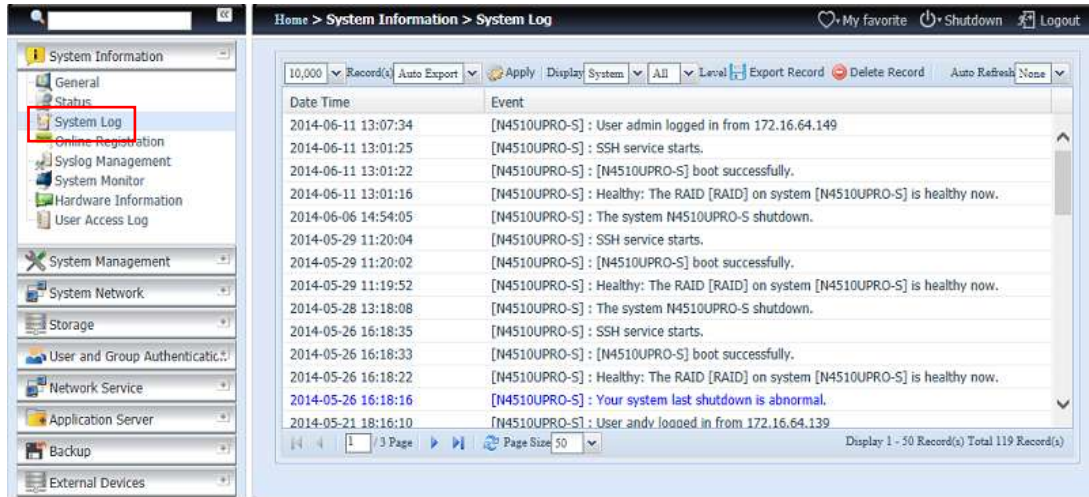 Home > System Information > System Log
My favorite Shutdown Logout
System Information
General
Status
System Log
Online Registration
Syslog Management
System Monitor
Hardware Information
User Access Log
System Management
System Network
Storage
User and Group Authenticatic.
Network Service
Application Server
Backup
External Devices
10,000 Record(s) Auto Export Apply Display System All Level Export Record Delete Record Auto Refresh None
Date Time Event
2014-06-11 13:07:34 [N4510UPRO-S] : User admin logged in from 172.16.64.149
2014-06-11 13:01:25 [N4510UPRO-S] : SSH service starts.
2014-06-11 13:01:22 [N4510UPRO-S] : [N4510UPRO-S] boot successfully.
2014-06-11 13:01:16 [N4510UPRO-S] : Healthy: The RAID [RAID] on system [N4510UPRO-S] is healthy now.
2014-06-06 14:54:05 [N4510UPRO-S] : The system N4510UPRO-S shutdown.
2014-05-29 11:20:04 [N4510UPRO-S] : SSH service starts.
2014-05-29 11:20:02 [N4510UPRO-S] : [N4510UPRO-S] boot successfully.
2014-05-29 11:19:52 [N4510UPRO-S] : Healthy: The RAID [RAID] on system [N4510UPRO-S] is healthy now.
2014-05-28 13:18:08 [N4510UPRO-S] : The system N4510UPRO-S shutdown.
2014-05-26 16:18:35 [N4510UPRO-S] : SSH service starts.
2014-05-26 16:18:33 [N4510UPRO-S] : [N4510UPRO-S] boot successfully.
2014-05-26 16:18:22 [N4510UPRO-S] : Healthy: The RAID [RAID] on system [N4510UPRO-S] is healthy now.
2014-05-26 16:18:16 [N4510UPRO-S] : Your system last shutdown is abnormal.
2014-05-21 18:16:10 [N4510UPRO-S] : User andy logged in from 172.16.64.139
1 / 3 Page Page Size 50 Display 1 - 50 Record(s) Total 119 Record(s)